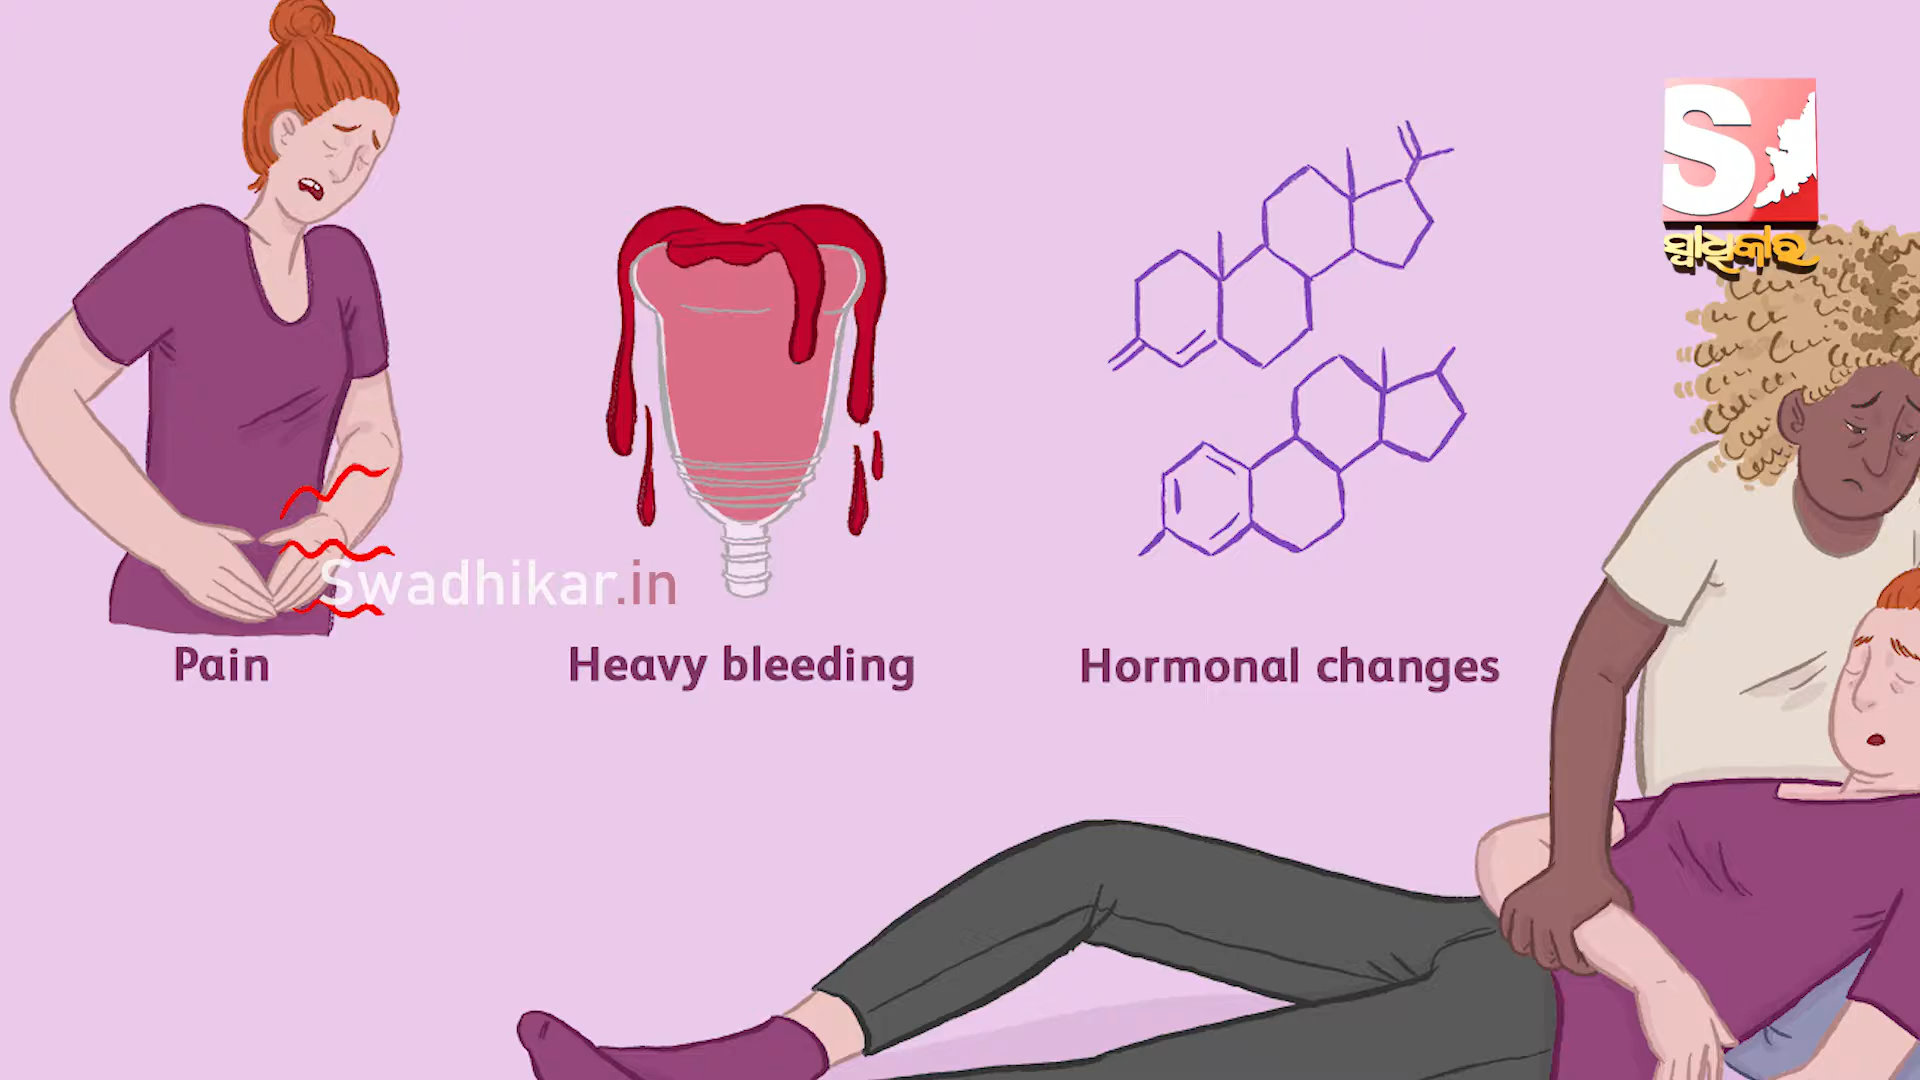 S
ସ୍ୱାଧିକାର
Swadhikar.in
Pain
Heavy bleeding
Hormonal changes